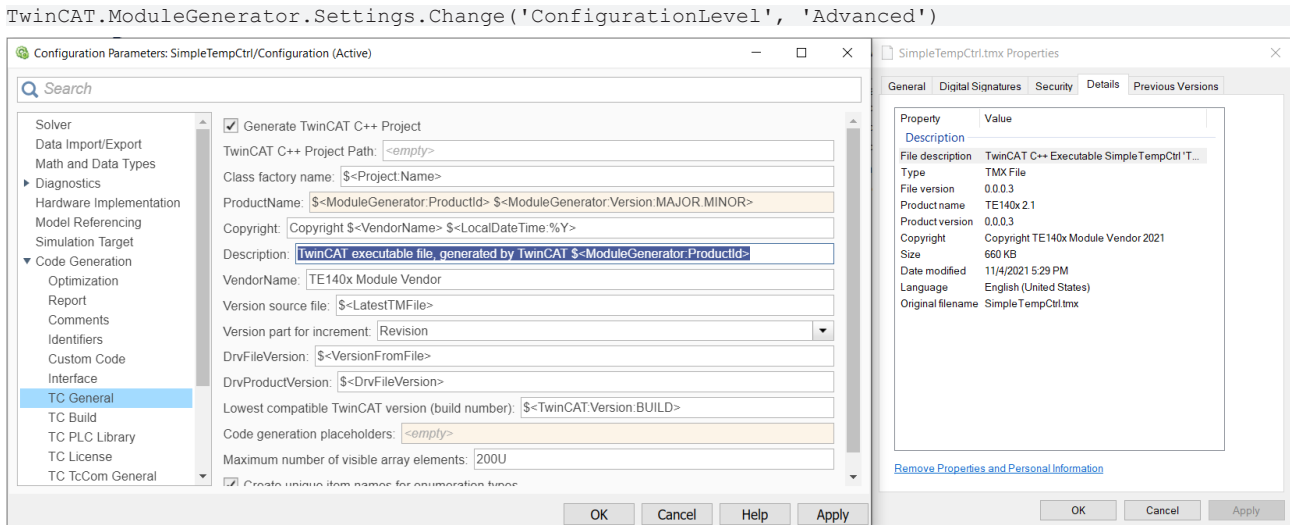 TwinCAT.ModuleGenerator.Settings.Change('ConfigurationLevel', 'Advanced')
Configuration Parameters: SimpleTempCtrl/Configuration (Active)
Search
Solver
Data Import/Export
Math and Data Types
Diagnostics
Hardware Implementation
Model Referencing
Simulation Target
Code Generation
Optimization
Report
Comments
Identifiers
Custom Code
Interface
TC General
TC Build
TC PLC Library
TC License
TC TcCom General
Generate TwinCAT C++ Project
TwinCAT C++ Project Path: <empty>
Class factory name: $<Project:Name>
ProductName: $<ModuleGenerator:ProductId> $<ModuleGenerator:Version:MAJOR.MINOR>
Copyright: Copyright $<VendorName> $<LocalDateTime:%Y>
Description: TwinCAT executable file, generated by TwinCAT $<ModuleGenerator:ProductId>
VendorName: TE140x Module Vendor
Version source file: $<LatestTMFile>
Version part for increment: Revision
DrvFileVersion: $<VersionFromFile>
DrvProductVersion: $<DrvFileVersion>
Lowest compatible TwinCAT version (build number): $<TwinCAT:Version:BUILD>
Code generation placeholders: <empty>
Maximum number of visible array elements: 200U
Create unique item names for enumeration types
OK Cancel Help Apply
SimpleTempCtrl.tmx Properties
General Digital Signatures Security Details Previous Versions
Property Value
Description
File description TwinCAT C++ Executable SimpleTempCtrl 'T...
Type TMX File
File version 0.0.0.3
Product name TE140x 2.1
Product version 0,0,0,3
Copyright Copyright TE140x Module Vendor 2021
Size 660 KB
Date modified 11/4/2021 5:29 PM
Language English (United States)
Original filename SimpleTempCtrl.tmx
Remove Properties and Personal Information
OK Cancel Apply